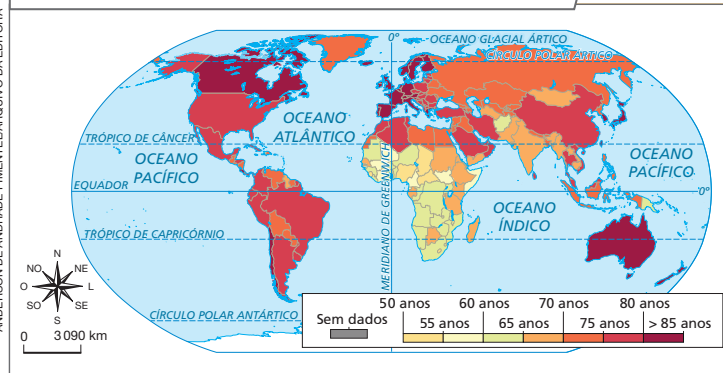 OCEANO GLACIAL ÁRTICO
0°
CÍRCULO POLAR ÁRTICO
OCEANO
ATLÂNTICO
TRÓPICO DE CÂNCER
OCEANO
PACÍFICO
OCEANO
PACÍFICO
EQUADOR
0°
MERIDIANO DE GREENWICH
OCEANO
ÍNDICO
TRÓPICO DE CAPRICÓRNIO
N
NO NE
O L
SO SE
S
CÍRCULO POLAR ANTÁRTICO
0 3 090 km
50 anos 60 anos 70 anos 80 anos
Sem dados 55 anos 65 anos 75 anos > 85 anos